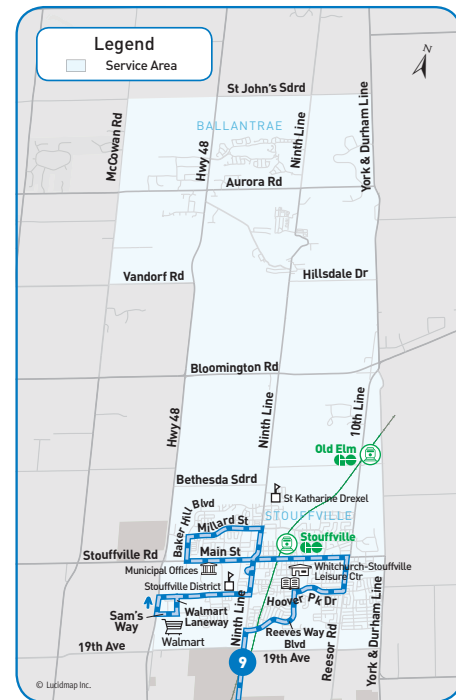 Legend
Service Area
N
St John's Sdrd
BALLANTRAE
McCowan Rd
Hwy 48
Ninth Line
York & Durham Line
Aurora Rd
Vandorf Rd
Hillsdale Dr
Bloomington Rd
Hwy 48
Ninth Line
10th Line
Old Elm
Bethesda Sdrd
St Katharine Drexel
Baker Hill
Blvd
Millard St
STOUFFVILLE
Stouffville
Stouffville Rd
Main St
Municipal Offices
Whitchurch-Stouffville
Leisure Ctr
Stouffville District
Hoover Pk Dr
Sam's
Way
Walmart
Laneway
Walmart
Ninth Line
Reeves Way
Blvd
Reesor Rd
York & Durham Line
19th Ave
19th Ave
9
© Lucidmap Inc.